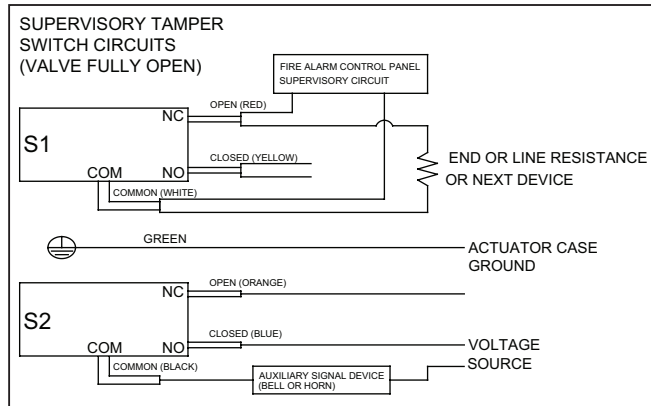 SUPERVISORY TAMPER
SWITCH CIRCUITS
(VALVE FULLY OPEN)
FIRE ALARM CONTROL PANEL
SUPERVISORY CIRCUIT
OPEN (RED)
NC
S1
CLOSED (YELLOW)
COM
NO
COMMON (WHITE)
END OR LINE RESISTANCE
OR NEXT DEVICE
GREEN
ACTUATOR CASE
GROUND
OPEN (ORANGE)
NC
S2
CLOSED (BLUE)
COM
NO
COMMON (BLACK)
VOLTAGE
SOURCE
AUXILIARY SIGNAL DEVICE
(BELL OR HORN)